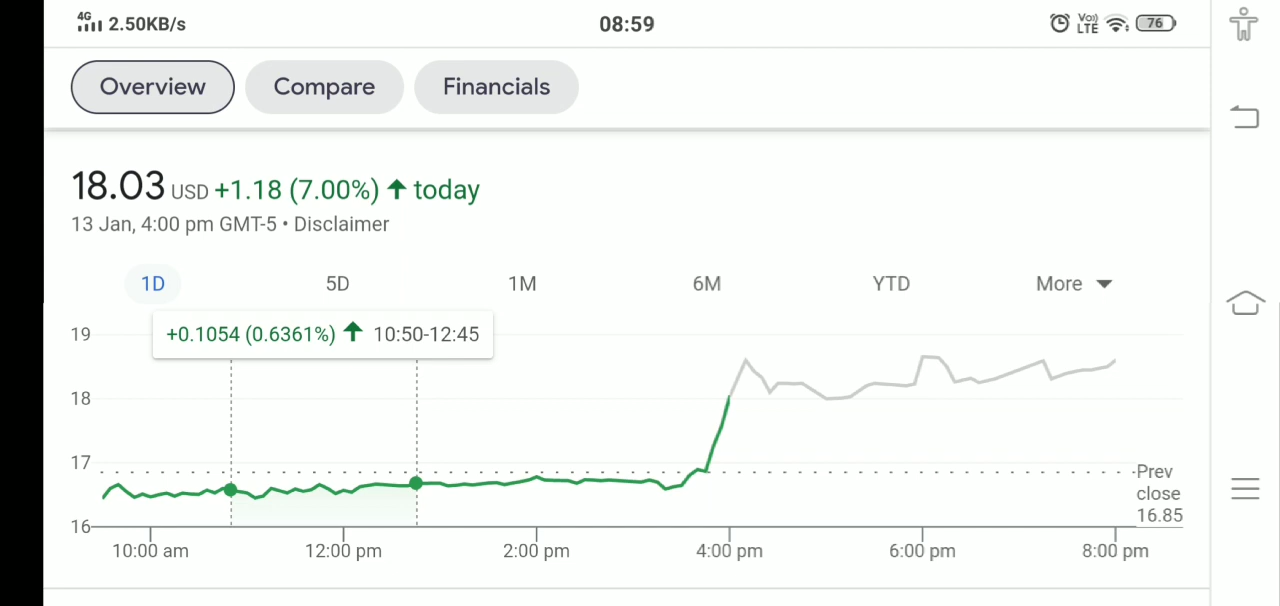 4G 2.50KB/s 08:59 Vo)) LTE 76
Overview Compare Financials
18.03 USD +1.18 (7.00%) ↑ today
13 Jan, 4:00 pm GMT-5 • Disclaimer
1D 5D 1M 6M YTD More
+0.1054 (0.6361%) ↑ 10:50-12:45
19
18
17
16
Prev
close
16.85
10:00 am 12:00 pm 2:00 pm 4:00 pm 6:00 pm 8:00 pm